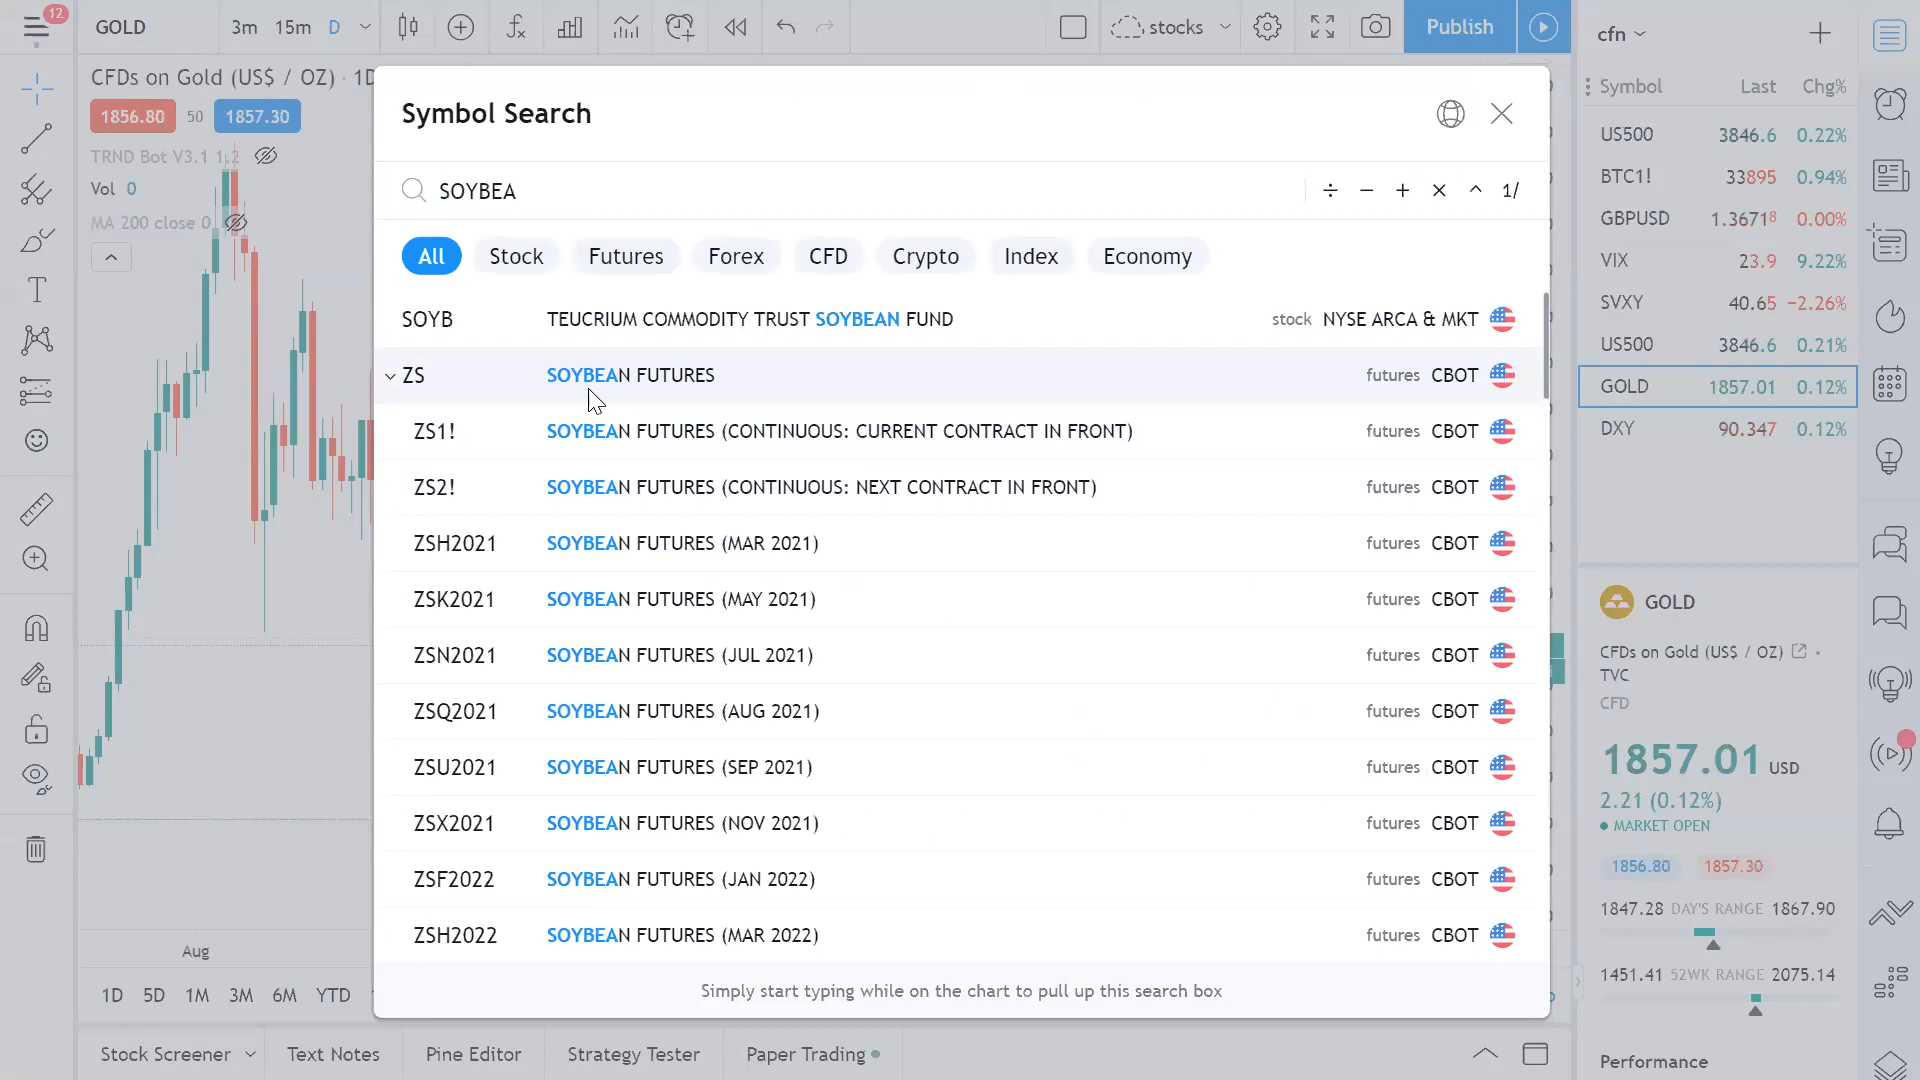 12
GOLD
3m 15m D
stocks
Publish
cfn
CFDs on Gold (US$ / OZ) · 1D
1856.80 50 1857.30
TRND Bot V3.1 1.2
Vol 0
MA 200 close 0
Symbol Search
SOYBEA
÷ − + × ^ 1/
All Stock Futures Forex CFD Crypto Index Economy
SOYB TEUCRIUM COMMODITY TRUST SOYBEAN FUND stock NYSE ARCA & MKT
ZS SOYBEAN FUTURES futures CBOT
ZS1! SOYBEAN FUTURES (CONTINUOUS: CURRENT CONTRACT IN FRONT) futures CBOT
ZS2! SOYBEAN FUTURES (CONTINUOUS: NEXT CONTRACT IN FRONT) futures CBOT
ZSH2021 SOYBEAN FUTURES (MAR 2021) futures CBOT
ZSK2021 SOYBEAN FUTURES (MAY 2021) futures CBOT
ZSN2021 SOYBEAN FUTURES (JUL 2021) futures CBOT
ZSQ2021 SOYBEAN FUTURES (AUG 2021) futures CBOT
ZSU2021 SOYBEAN FUTURES (SEP 2021) futures CBOT
ZSX2021 SOYBEAN FUTURES (NOV 2021) futures CBOT
ZSF2022 SOYBEAN FUTURES (JAN 2022) futures CBOT
ZSH2022 SOYBEAN FUTURES (MAR 2022) futures CBOT
Simply start typing while on the chart to pull up this search box
Aug
1D 5D 1M 3M 6M YTD
Stock Screener Text Notes Pine Editor Strategy Tester Paper Trading
Symbol Last Chg%
US500 3846.6 0.22%
BTC1! 33895 0.94%
GBPUSD 1.36718 0.00%
VIX 23.9 9.22%
SVXY 40.65 −2.26%
US500 3846.6 0.21%
GOLD 1857.01 0.12%
DXY 90.347 0.12%
GOLD
CFDs on Gold (US$ / OZ) •
TVC
CFD
1857.01 USD
2.21 (0.12%)
MARKET OPEN
1856.80 1857.30
1847.28 DAY'S RANGE 1867.90
1451.41 52WK RANGE 2075.14
Performance